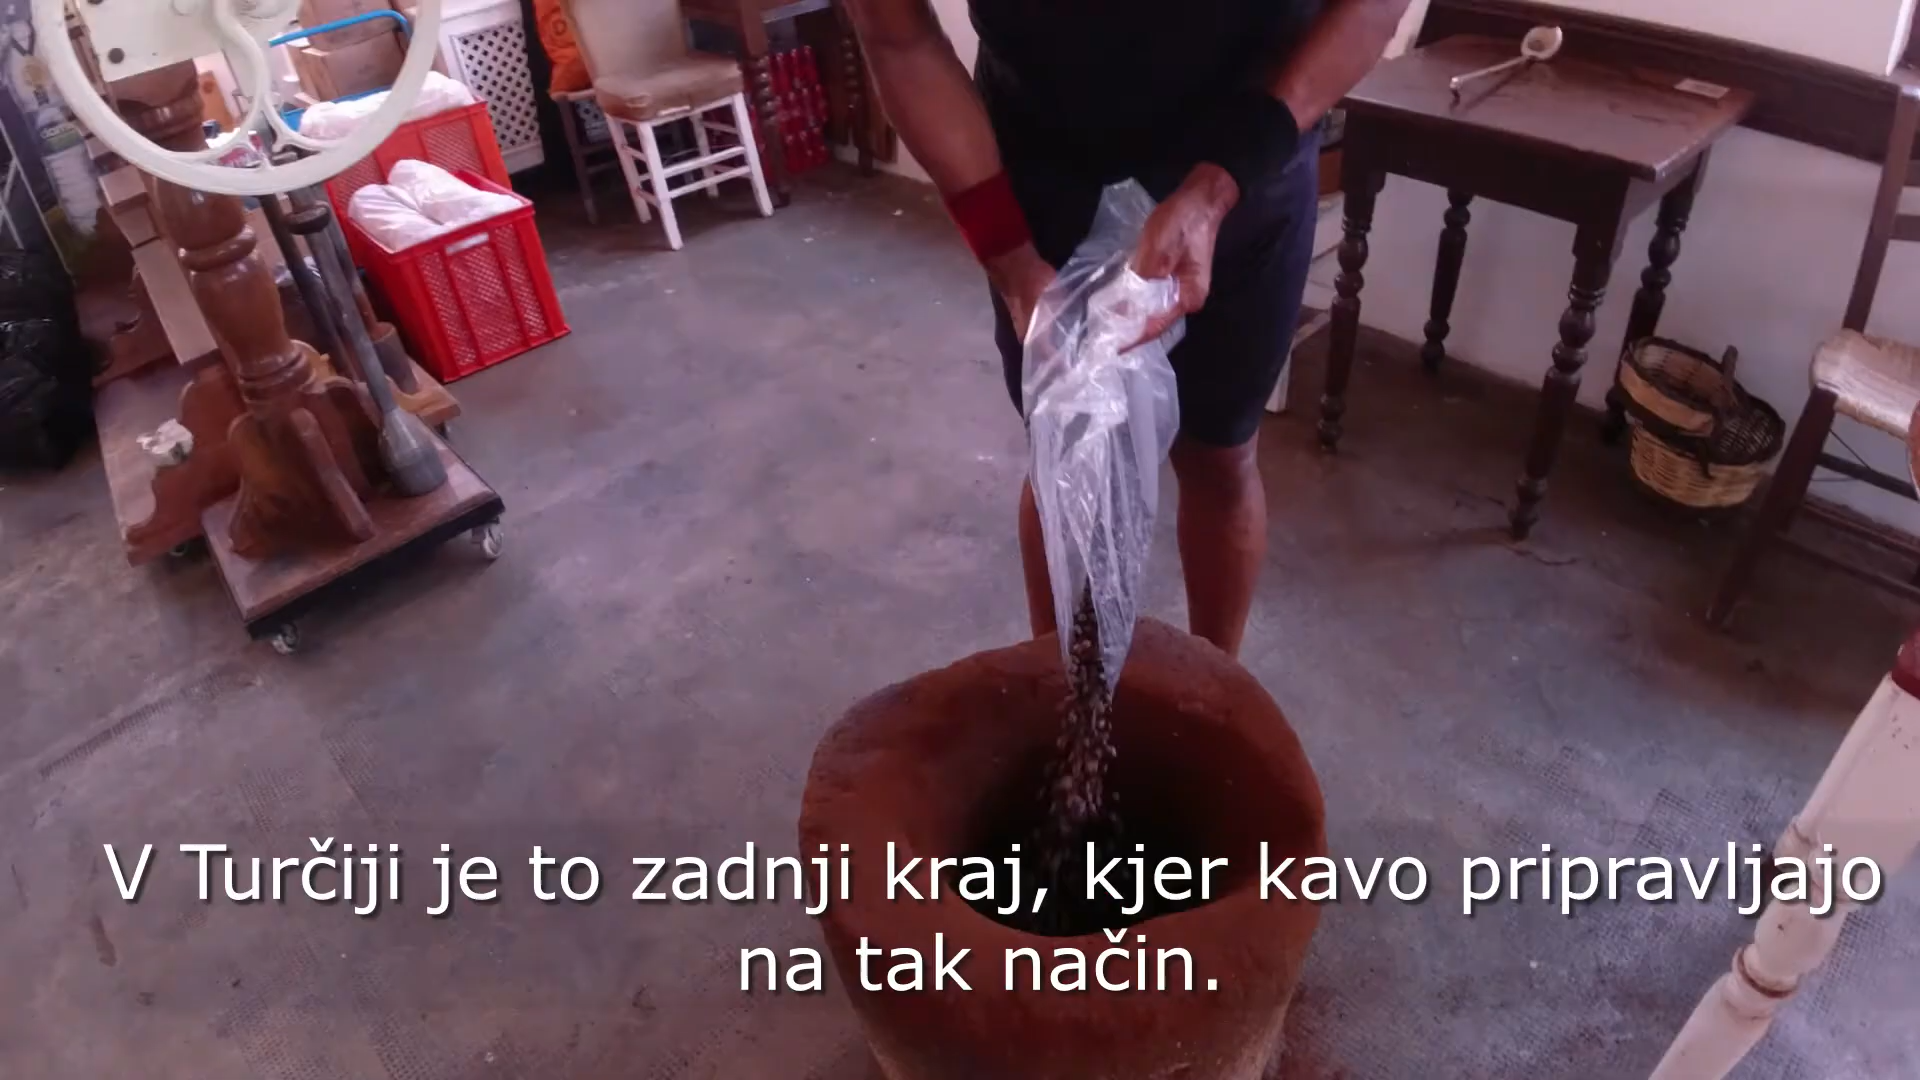 V Turčiji je to zadnji kraj, kjer kavo pripravljajo
na tak način.